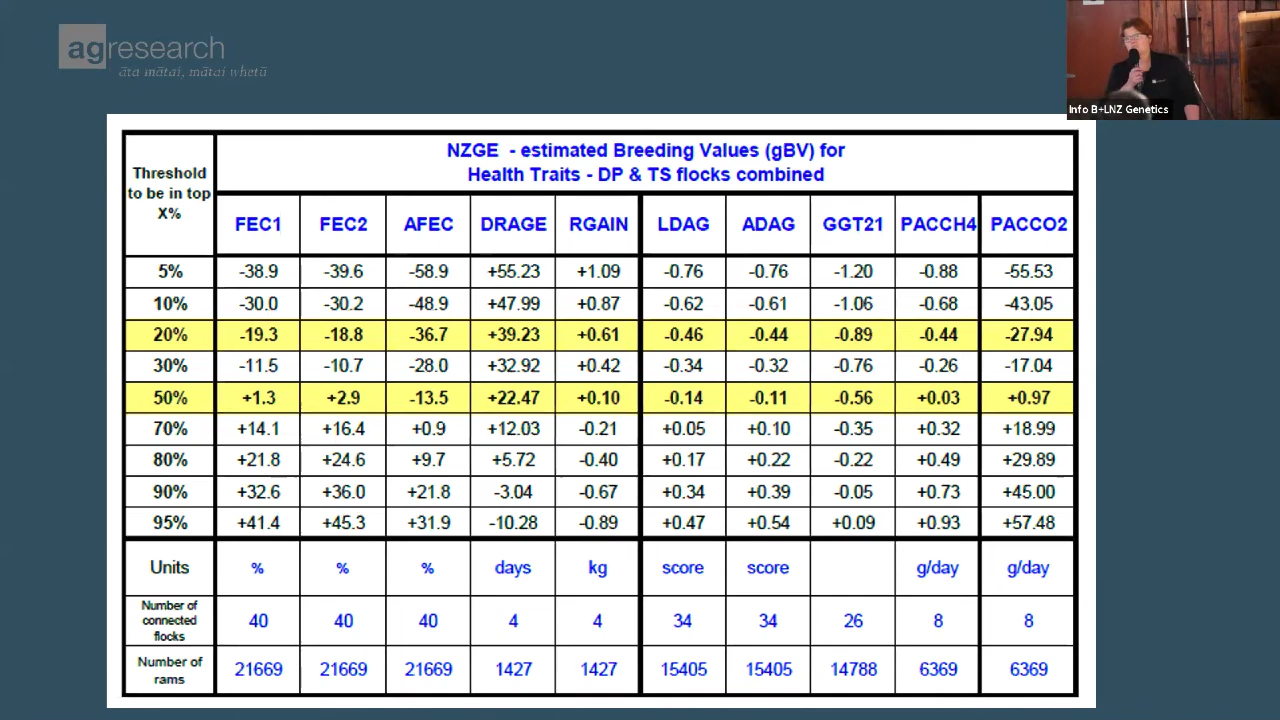 agresearch
āta mātai, mātai whetū
Info B+LNZ Genetics
Threshold to be in top X%
NZGE - estimated Breeding Values (gBV) for
Health Traits - DP & TS flocks combined
FEC1 FEC2 AFEC DRAGE RGAIN LDAG ADAG GGT21 PACCH4 PACCO2
5% -38.9 -39.6 -58.9 +55.23 +1.09 -0.76 -0.76 -1.20 -0.88 -55.53
10% -30.0 -30.2 -48.9 +47.99 +0.87 -0.62 -0.61 -1.06 -0.68 -43.05
20% -19.3 -18.8 -36.7 +39.23 +0.61 -0.46 -0.44 -0.89 -0.44 -27.94
30% -11.5 -10.7 -28.0 +32.92 +0.42 -0.34 -0.32 -0.76 -0.26 -17.04
50% +1.3 +2.9 -13.5 +22.47 +0.10 -0.14 -0.11 -0.56 +0.03 +0.97
70% +14.1 +16.4 +0.9 +12.03 -0.21 +0.05 +0.10 -0.35 +0.32 +18.99
80% +21.8 +24.6 +9.7 +5.72 -0.40 +0.17 +0.22 -0.22 +0.49 +29.89
90% +32.6 +36.0 +21.8 -3.04 -0.67 +0.34 +0.39 -0.05 +0.73 +45.00
95% +41.4 +45.3 +31.9 -10.28 -0.89 +0.47 +0.54 +0.09 +0.93 +57.48
Units % % % days kg score score g/day g/day
Number of connected flocks 40 40 40 4 4 34 34 26 8 8
Number of rams 21669 21669 21669 1427 1427 15405 15405 14788 6369 6369